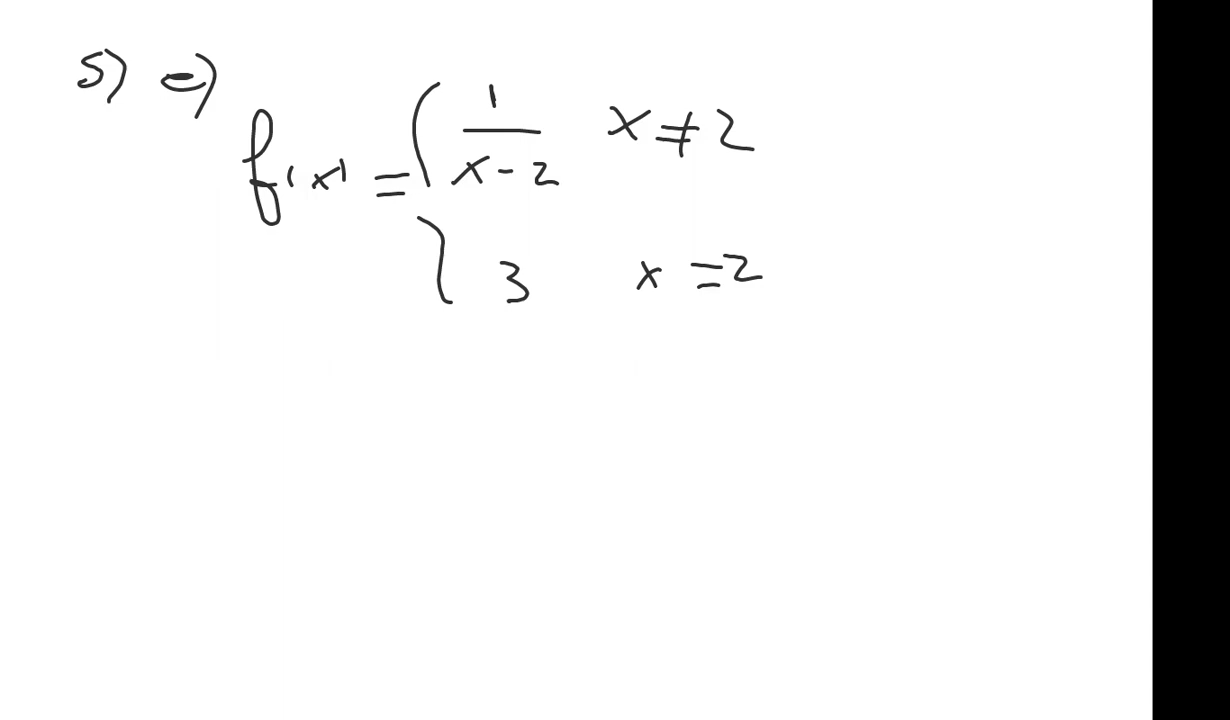 5) ⇒
f(x) = { 1/(x-2) x ≠ 2
3 x = 2